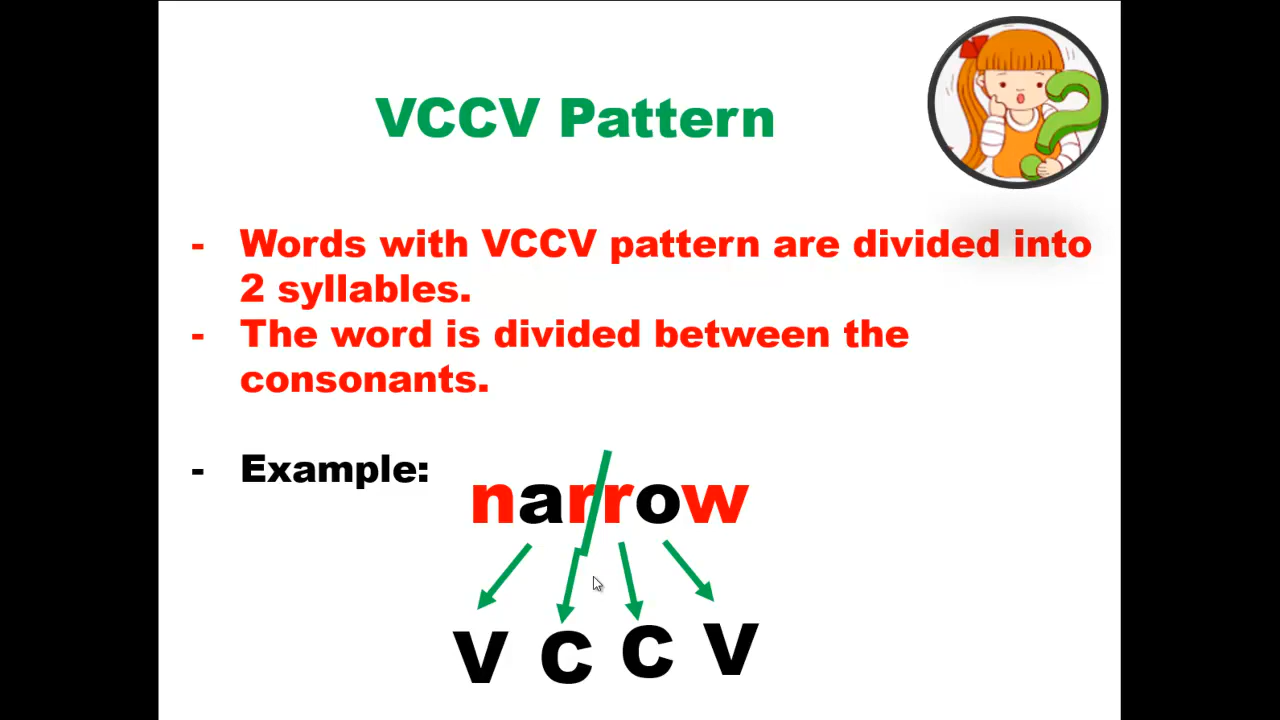 VCCV Pattern
- Words with VCCV pattern are divided into
2 syllables.
- The word is divided between the
consonants.
- Example:
narrow
V C C V